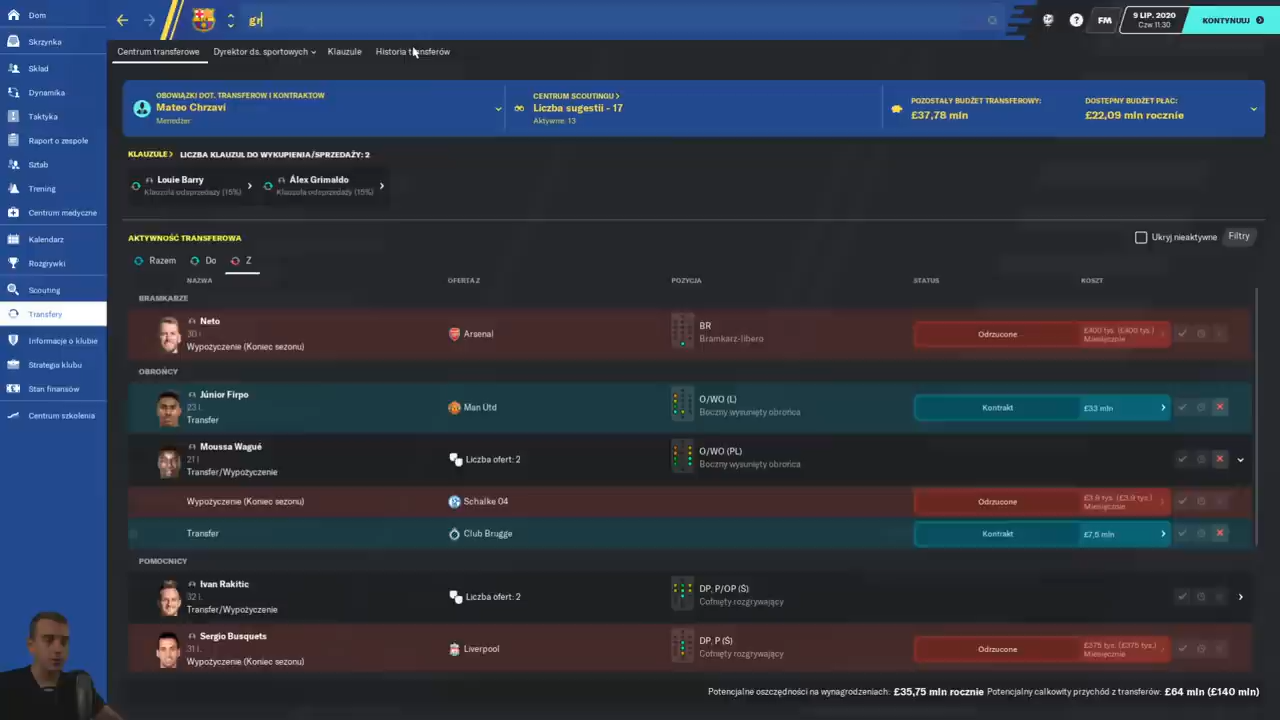 Dom
Skrzynka
Skład
Dynamika
Taktyka
Raport o zespole
Sztab
Trening
Centrum medyczne
Kalendarz
Rozgrywki
Scouting
Transfery
Informacje o klubie
Strategia klubu
Stan finansów
Centrum szkolenia
gr
FM
9 LIP. 2020
Czw 11:30
KONTYNUUJ
Centrum transferowe
Dyrektor ds. sportowych
Klauzule
Historia transferów
OBOWIĄZKI DOT. TRANSFERÓW I KONTRAKTÓW
Mateo Chrzavi
Menedżer
CENTRUM SCOUTINGU
Liczba sugestii - 17
Aktywne: 13
POZOSTAŁY BUDŻET TRANSFEROWY:
£37,78 mln
DOSTĘPNY BUDŻET PŁAC:
£22,09 mln rocznie
KLAUZULE
LICZBA KLAUZUL DO WYKUPIENIA/SPRZEDAŻY: 2
Louie Barry
Klauzula odsprzedaży (15%)
Álex Grimaldo
Klauzula odsprzedaży (15%)
AKTYWNOŚĆ TRANSFEROWA
Ukryj nieaktywne
Filtry
Razem
Do
Z
NAZWA
OFERTA Z
POZYCJA
STATUS
KOSZT
BRAMKARZE
Neto
30 l.
Wypożyczenie (Koniec sezonu)
Arsenal
BR
Bramkarz-libero
Odrzucone
£400 tys. (£400 tys.)
Miesięcznie
OBROŃCY
Júnior Firpo
23 l.
Transfer
Man Utd
O/WO (L)
Boczny wysunięty obrońca
Kontrakt
£33 mln
Moussa Wagué
21 l.
Transfer/Wypożyczenie
Liczba ofert: 2
O/WO (PL)
Boczny wysunięty obrońca
Wypożyczenie (Koniec sezonu)
Schalke 04
Odrzucone
£3,9 tys. (£3,9 tys.)
Miesięcznie
Transfer
Club Brugge
Kontrakt
£7,5 mln
POMOCNICY
Ivan Rakitic
32 l.
Transfer/Wypożyczenie
Liczba ofert: 2
DP, P/OP (Ś)
Cofnięty rozgrywający
Sergio Busquets
31 l.
Wypożyczenie (Koniec sezonu)
Liverpool
DP, P (Ś)
Cofnięty rozgrywający
Odrzucone
£375 tys. (£375 tys.)
Miesięcznie
Potencjalne oszczędności na wynagrodzeniach: £35,75 mln rocznie Potencjalny całkowity przychód z transferów: £64 mln (£140 mln)